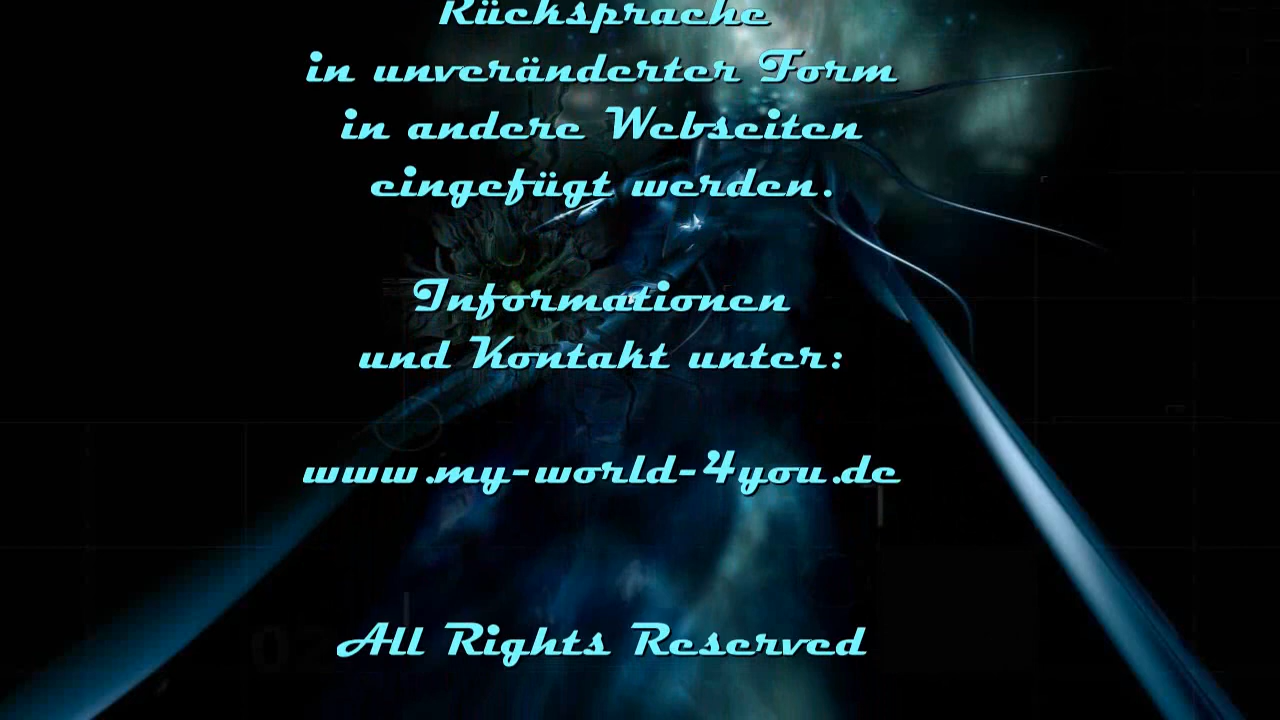 Rücksprache
in unveränderter Form
in andere Webseiten
eingefügt werden.
Informationen
und Kontakt unter:
www.my-world-4you.de
All Rights Reserved